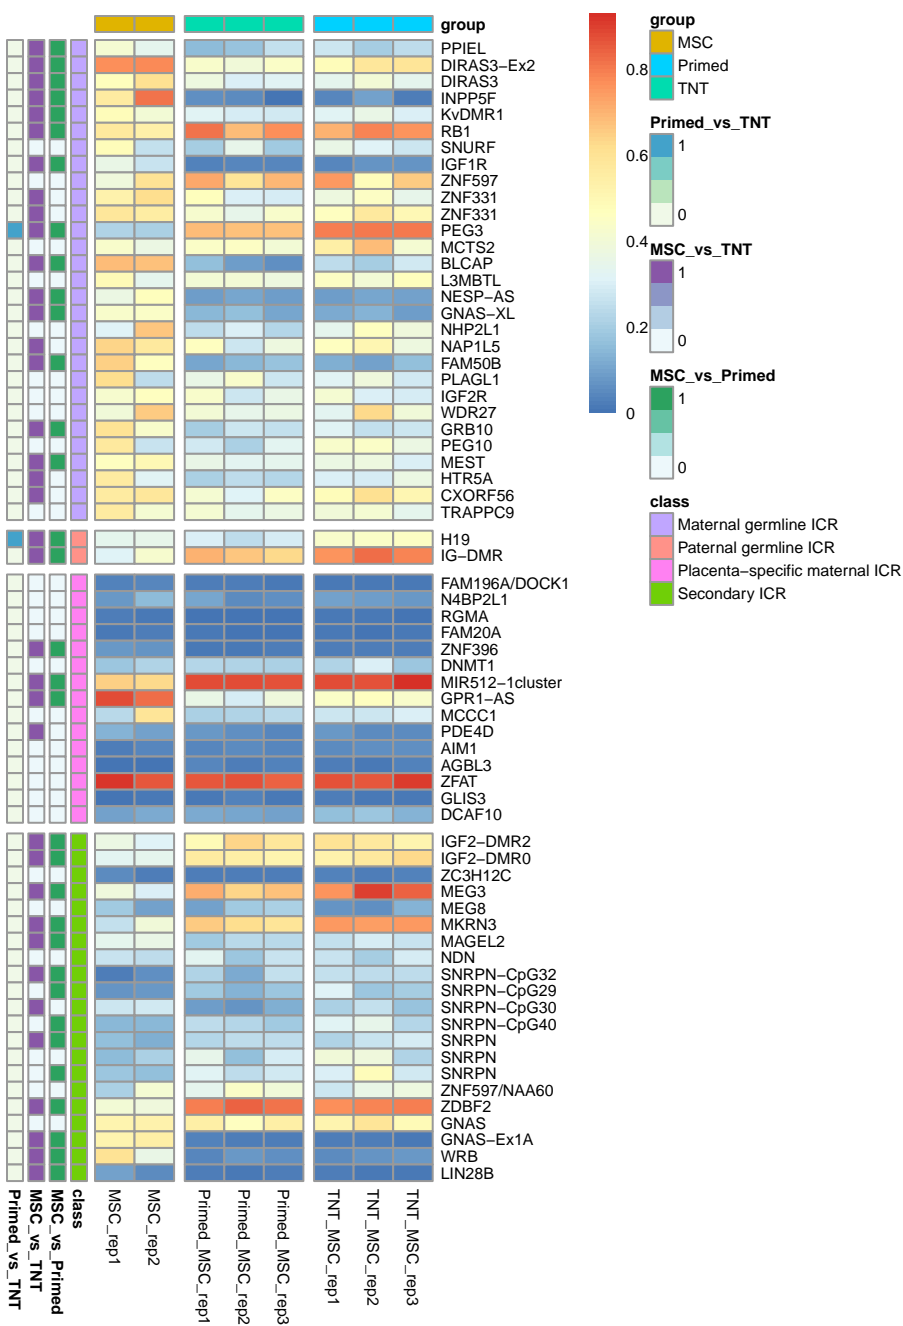 group
PPIEL
DIRAS3−Ex2
DIRAS3
INPP5F
KvDMR1
RB1
SNURF
IGF1R
ZNF597
ZNF331
ZNF331
PEG3
MCTS2
BLCAP
L3MBTL
NESP−AS
GNAS−XL
NHP2L1
NAP1L5
FAM50B
PLAGL1
IGF2R
WDR27
GRB10
PEG10
MEST
HTR5A
CXORF56
TRAPPC9
H19
IG−DMR
FAM196A/DOCK1
N4BP2L1
RGMA
FAM20A
ZNF396
DNMT1
MIR512−1cluster
GPR1−AS
MCCC1
PDE4D
AIM1
AGBL3
ZFAT
GLIS3
DCAF10
IGF2−DMR2
IGF2−DMR0
ZC3H12C
MEG3
MEG8
MKRN3
MAGEL2
NDN
SNRPN−CpG32
SNRPN−CpG29
SNRPN−CpG30
SNRPN−CpG40
SNRPN
SNRPN
SNRPN
ZNF597/NAA60
ZDBF2
GNAS
GNAS−Ex1A
WRB
LIN28B
Primed_vs_TNT
MSC_vs_TNT
MSC_vs_Primed
class
MSC_rep1
MSC_rep2
Primed_MSC_rep1
Primed_MSC_rep2
Primed_MSC_rep3
TNT_MSC_rep1
TNT_MSC_rep2
TNT_MSC_rep3
0.8
0.6
0.4
0.2
0
group
MSC
Primed
TNT
Primed_vs_TNT
1
0
MSC_vs_TNT
1
0
MSC_vs_Primed
1
0
class
Maternal germline ICR
Paternal germline ICR
Placenta−specific maternal ICR
Secondary ICR